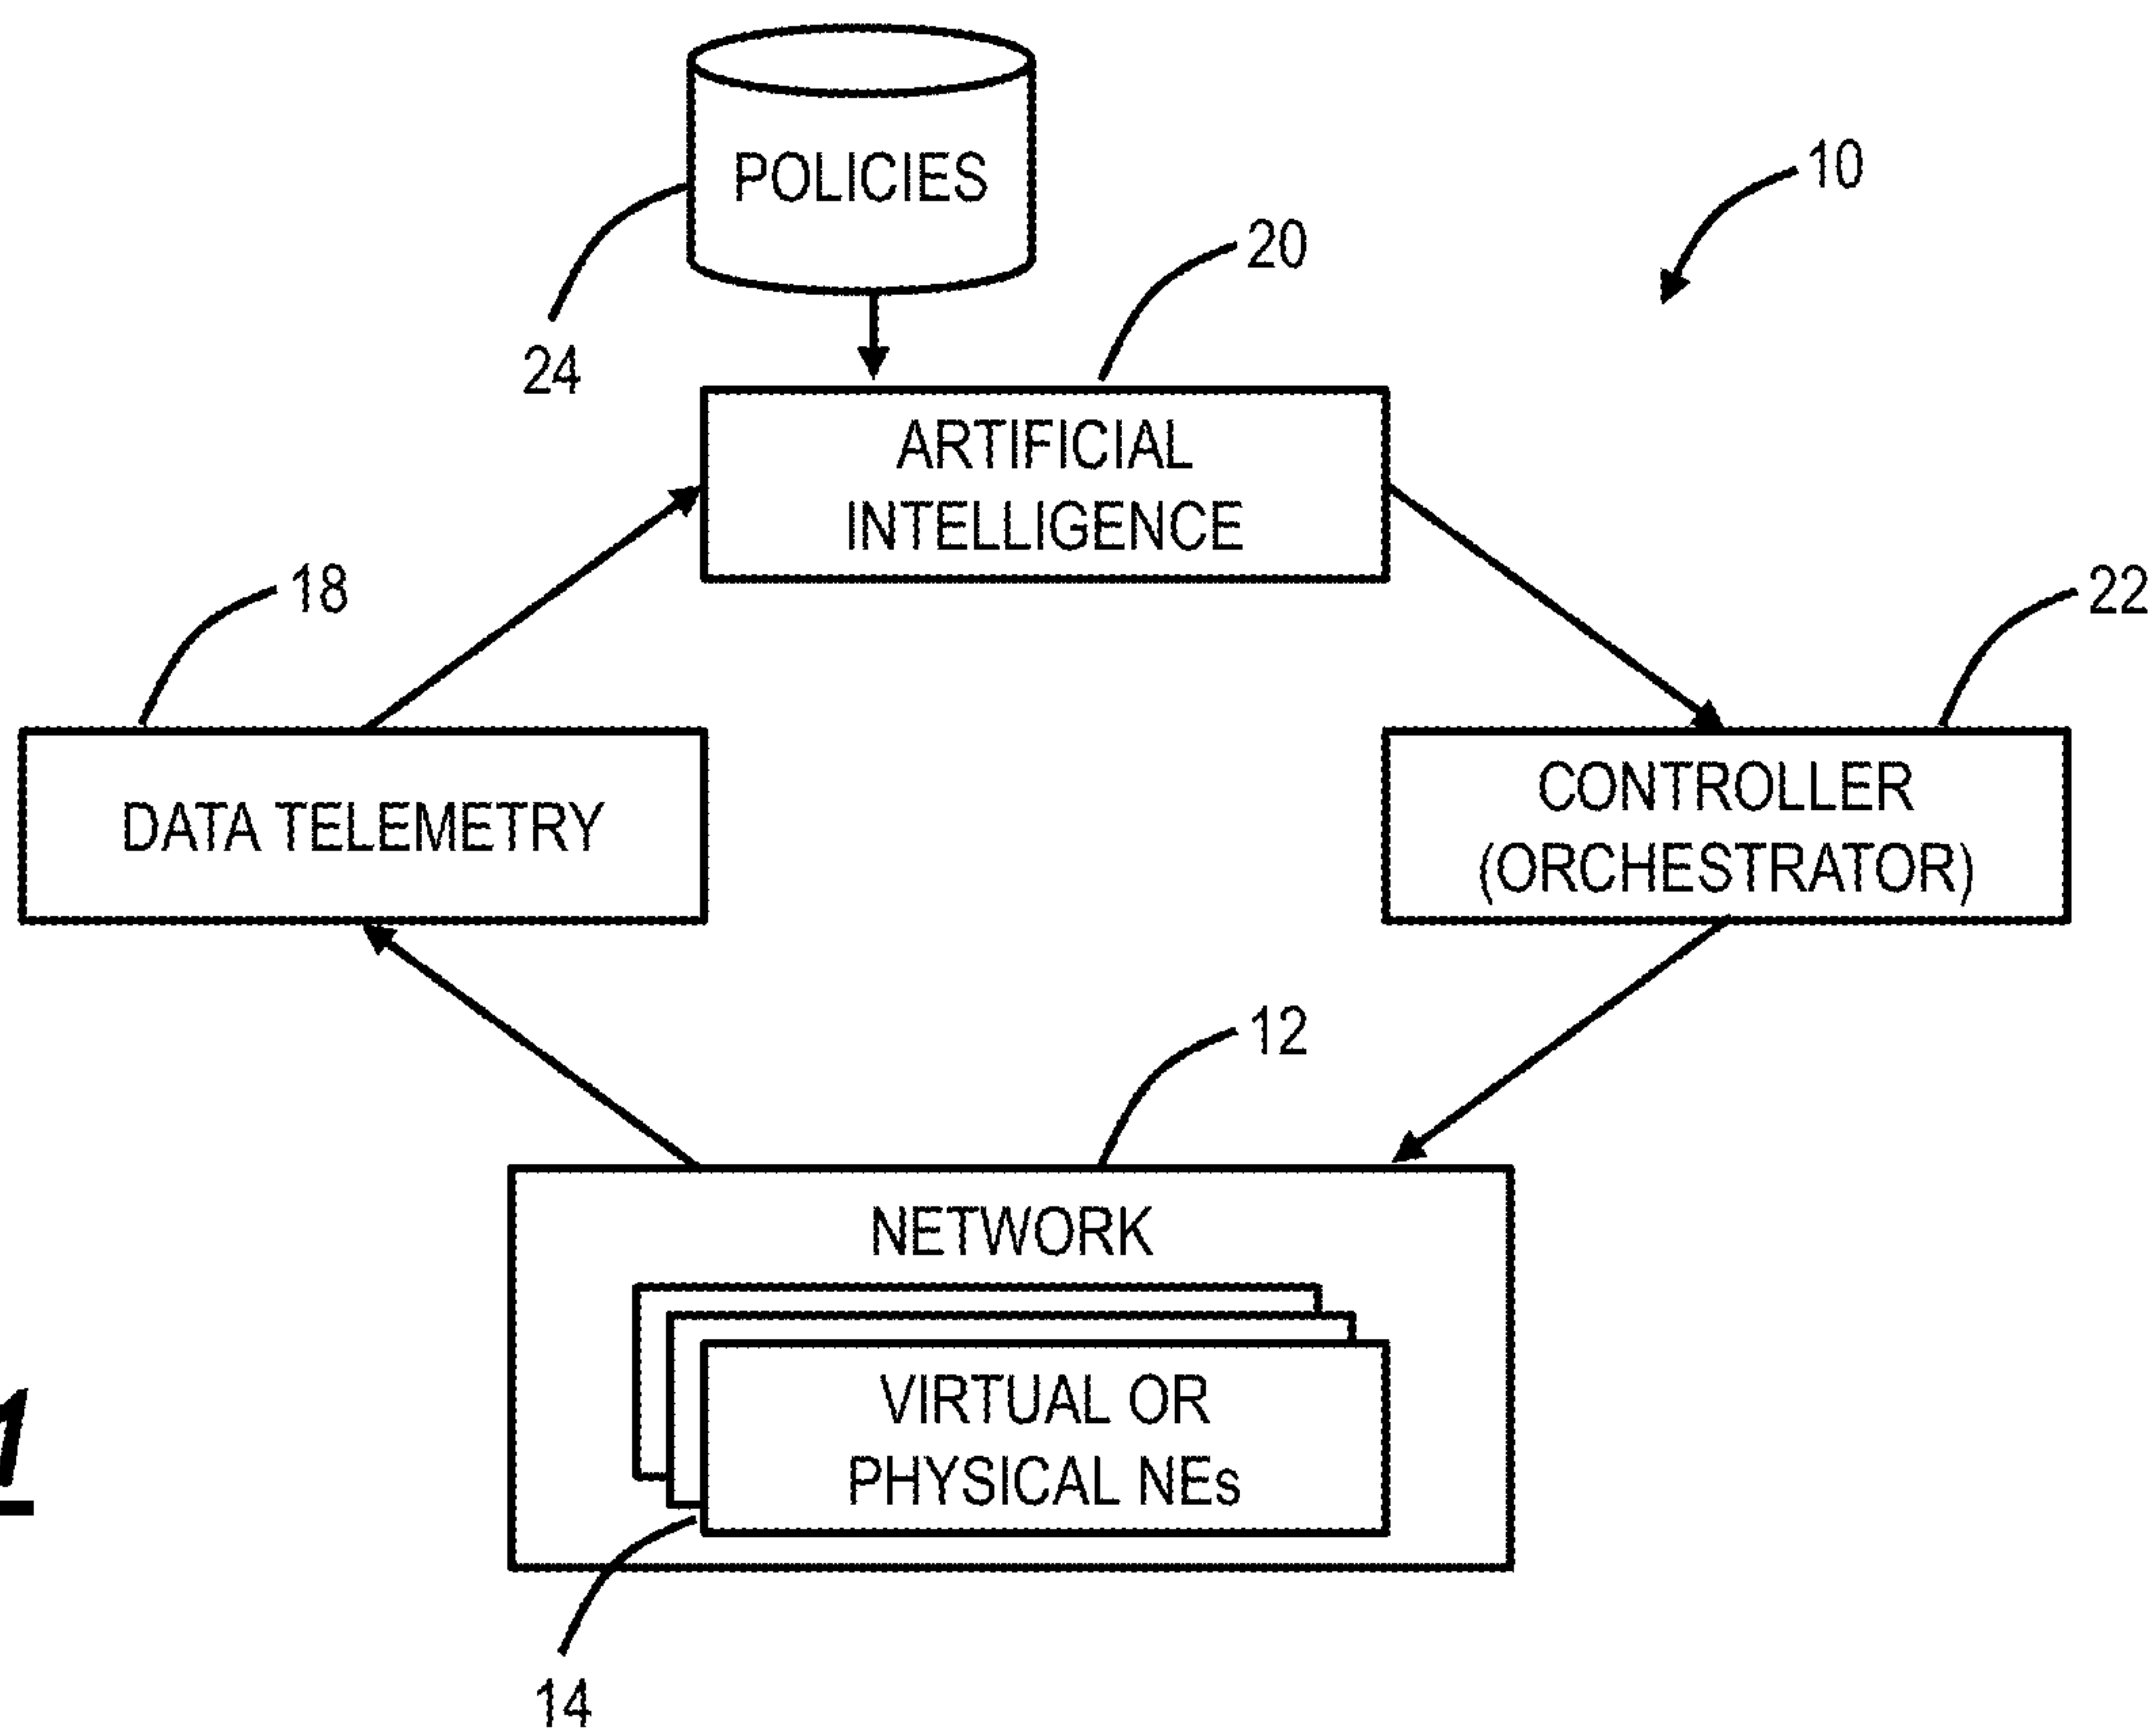 POLICIES
10
20
24
ARTIFICIAL
INTELLIGENCE
18
22
DATA TELEMETRY
CONTROLLER
(ORCHESTRATOR)
12
NETWORK
VIRTUAL OR
PHYSICAL NEs
1
14